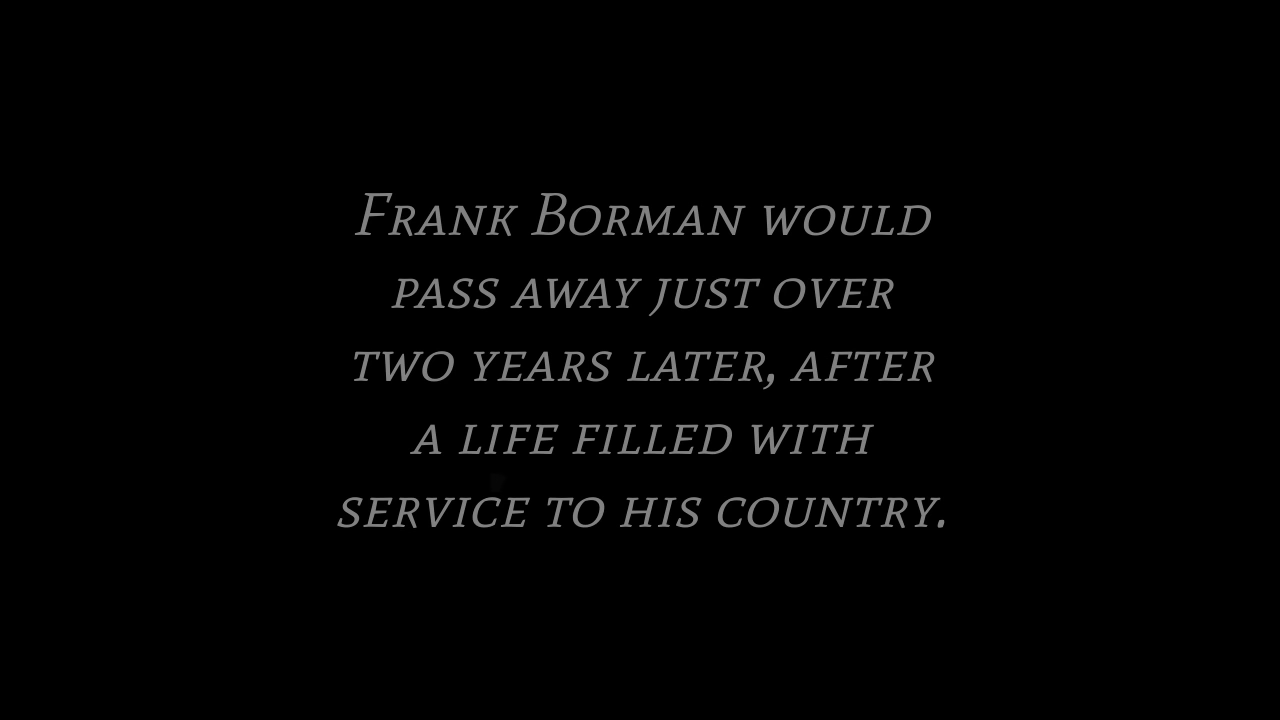 Frank Borman would
pass away just over
two years later, after
a life filled with
service to his country.